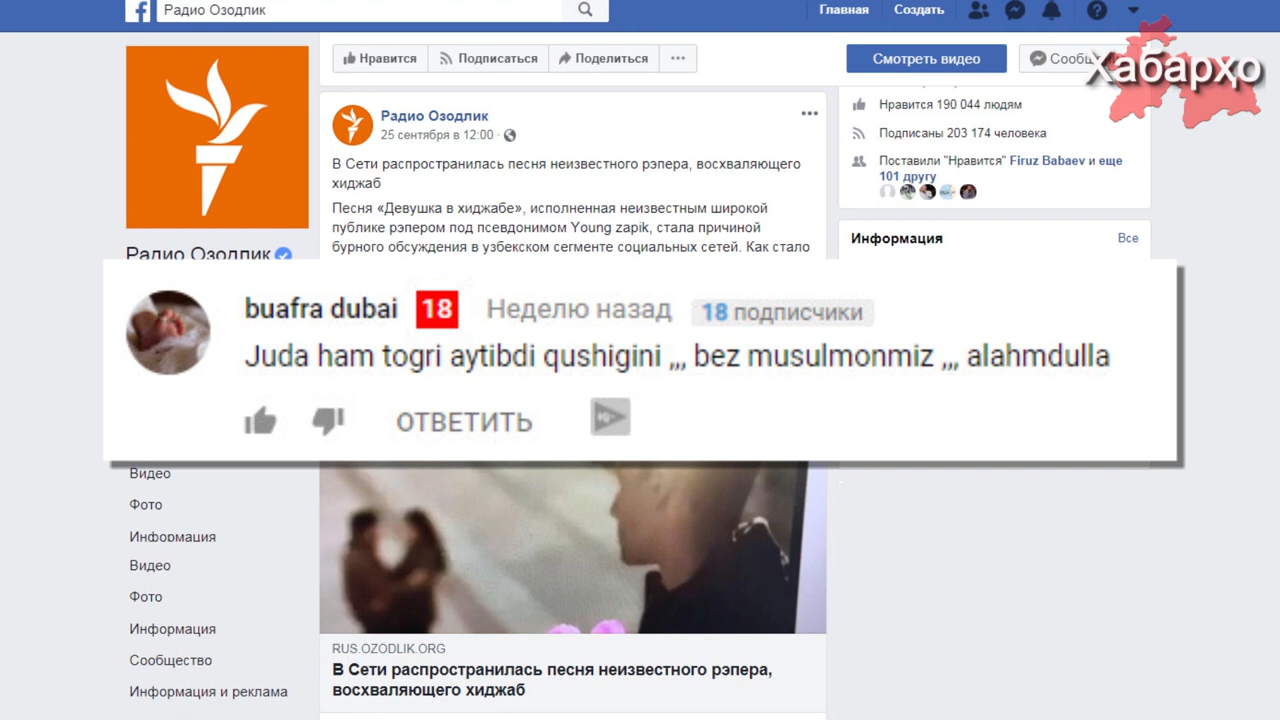 Радио Озодлик
Главная
Создать
Хабарҳо
Нравится
Подписаться
Поделиться
Смотреть видео
Нравится 190 044 людям
Подписаны 203 174 человека
Поставили "Нравится" Firuz Babaev и еще
101 другу
Информация
Все
Радио Озодлик
Радио Озодлик
25 сентября в 12:00 ·
В Сети распространилась песня неизвестного рэпера, восхваляющего
хиджаб
Песня «Девушка в хиджабе», исполненная неизвестным широкой
публике рэпером под псевдонимом Young zapik, стала причиной
бурного обсуждения в узбекском сегменте социальных сетей. Как стало
buafra dubai 18 Неделю назад 18 подписчики
Juda ham togri aytibdi qushigini ,,, bez musulmonmiz ,,, alahmdulla
ОТВЕТИТЬ
Видео
Фото
Информация
Видео
Фото
Информация
Сообщество
Информация и реклама
RUS.OZODLIK.ORG
В Сети распространилась песня неизвестного рэпера,
восхваляющего хиджаб